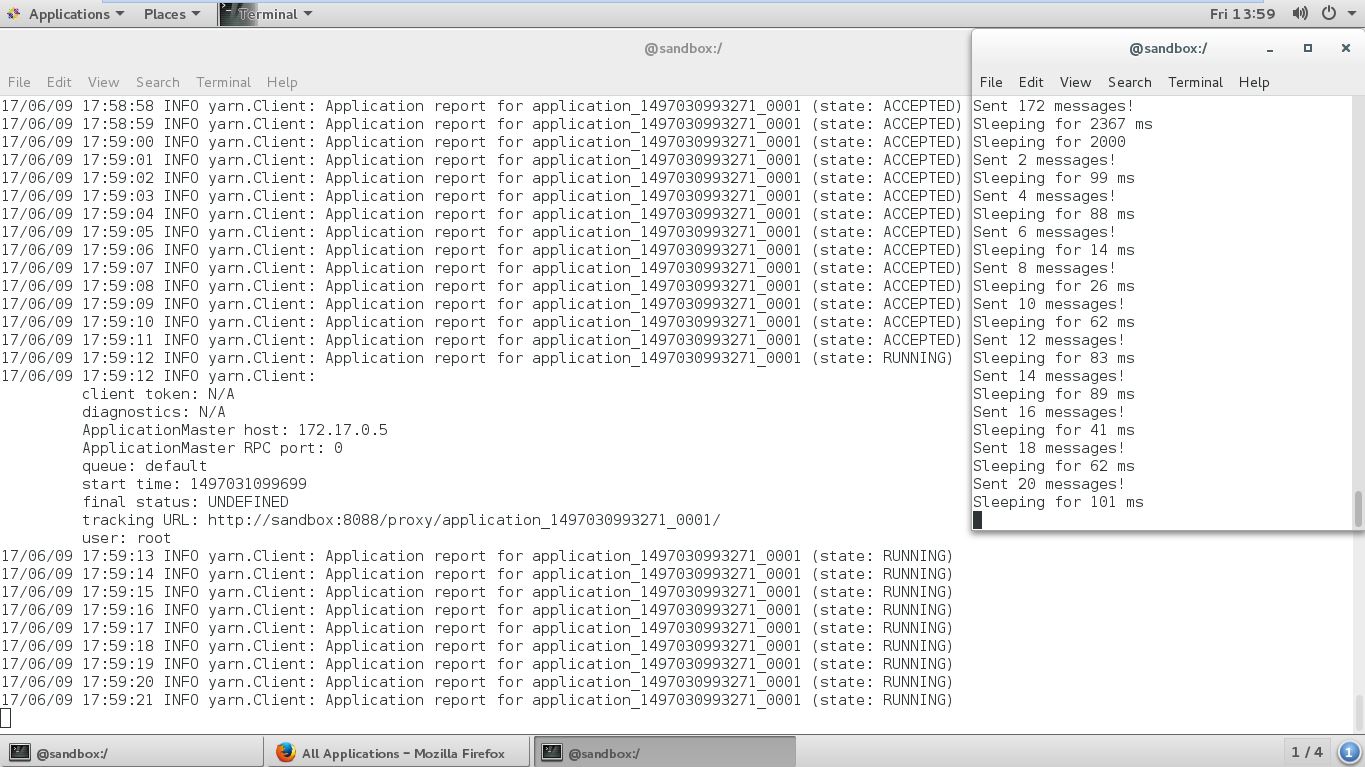 Applications Places Terminal Fri 13:59
@sandbox:/
File Edit View Search Terminal Help
17/06/09 17:58:58 INFO yarn.Client: Application report for application_1497030993271_0001 (state: ACCEPTED)
17/06/09 17:58:59 INFO yarn.Client: Application report for application_1497030993271_0001 (state: ACCEPTED)
17/06/09 17:59:00 INFO yarn.Client: Application report for application_1497030993271_0001 (state: ACCEPTED)
17/06/09 17:59:01 INFO yarn.Client: Application report for application_1497030993271_0001 (state: ACCEPTED)
17/06/09 17:59:02 INFO yarn.Client: Application report for application_1497030993271_0001 (state: ACCEPTED)
17/06/09 17:59:03 INFO yarn.Client: Application report for application_1497030993271_0001 (state: ACCEPTED)
17/06/09 17:59:04 INFO yarn.Client: Application report for application_1497030993271_0001 (state: ACCEPTED)
17/06/09 17:59:05 INFO yarn.Client: Application report for application_1497030993271_0001 (state: ACCEPTED)
17/06/09 17:59:06 INFO yarn.Client: Application report for application_1497030993271_0001 (state: ACCEPTED)
17/06/09 17:59:07 INFO yarn.Client: Application report for application_1497030993271_0001 (state: ACCEPTED)
17/06/09 17:59:08 INFO yarn.Client: Application report for application_1497030993271_0001 (state: ACCEPTED)
17/06/09 17:59:09 INFO yarn.Client: Application report for application_1497030993271_0001 (state: ACCEPTED)
17/06/09 17:59:10 INFO yarn.Client: Application report for application_1497030993271_0001 (state: ACCEPTED)
17/06/09 17:59:11 INFO yarn.Client: Application report for application_1497030993271_0001 (state: ACCEPTED)
17/06/09 17:59:12 INFO yarn.Client: Application report for application_1497030993271_0001 (state: RUNNING)
17/06/09 17:59:12 INFO yarn.Client:
client token: N/A
diagnostics: N/A
ApplicationMaster host: 172.17.0.5
ApplicationMaster RPC port: 0
queue: default
start time: 1497031099699
final status: UNDEFINED
tracking URL: http://sandbox:8088/proxy/application_1497030993271_0001/
user: root
17/06/09 17:59:13 INFO yarn.Client: Application report for application_1497030993271_0001 (state: RUNNING)
17/06/09 17:59:14 INFO yarn.Client: Application report for application_1497030993271_0001 (state: RUNNING)
17/06/09 17:59:15 INFO yarn.Client: Application report for application_1497030993271_0001 (state: RUNNING)
17/06/09 17:59:16 INFO yarn.Client: Application report for application_1497030993271_0001 (state: RUNNING)
17/06/09 17:59:17 INFO yarn.Client: Application report for application_1497030993271_0001 (state: RUNNING)
17/06/09 17:59:18 INFO yarn.Client: Application report for application_1497030993271_0001 (state: RUNNING)
17/06/09 17:59:19 INFO yarn.Client: Application report for application_1497030993271_0001 (state: RUNNING)
17/06/09 17:59:20 INFO yarn.Client: Application report for application_1497030993271_0001 (state: RUNNING)
17/06/09 17:59:21 INFO yarn.Client: Application report for application_1497030993271_0001 (state: RUNNING)
@sandbox:/
File Edit View Search Terminal Help
Sent 172 messages!
Sleeping for 2367 ms
Sleeping for 2000
Sent 2 messages!
Sleeping for 99 ms
Sent 4 messages!
Sleeping for 88 ms
Sent 6 messages!
Sleeping for 14 ms
Sent 8 messages!
Sleeping for 26 ms
Sent 10 messages!
Sleeping for 62 ms
Sent 12 messages!
Sleeping for 83 ms
Sent 14 messages!
Sleeping for 89 ms
Sent 16 messages!
Sleeping for 41 ms
Sent 18 messages!
Sleeping for 62 ms
Sent 20 messages!
Sleeping for 101 ms
@sandbox:/ All Applications - Mozilla Firefox @sandbox:/ 1 / 4 1